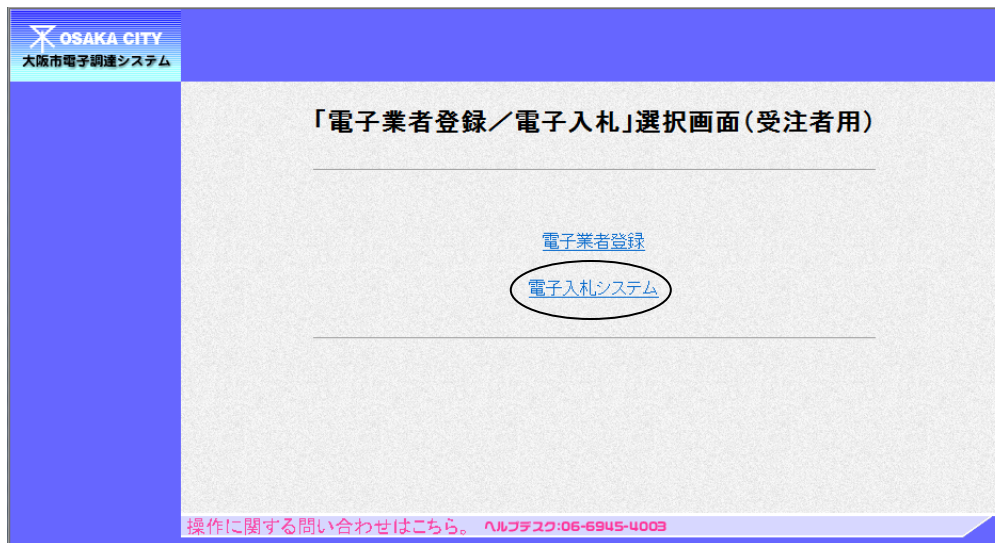 OSAKA CITY
大阪市電子調達システム
「電子業者登録／電子入札」選択画面(受注者用)
電子業者登録
電子入札システム
操作に関する問い合わせはこちら。 ヘルプデスク:06-6945-4003